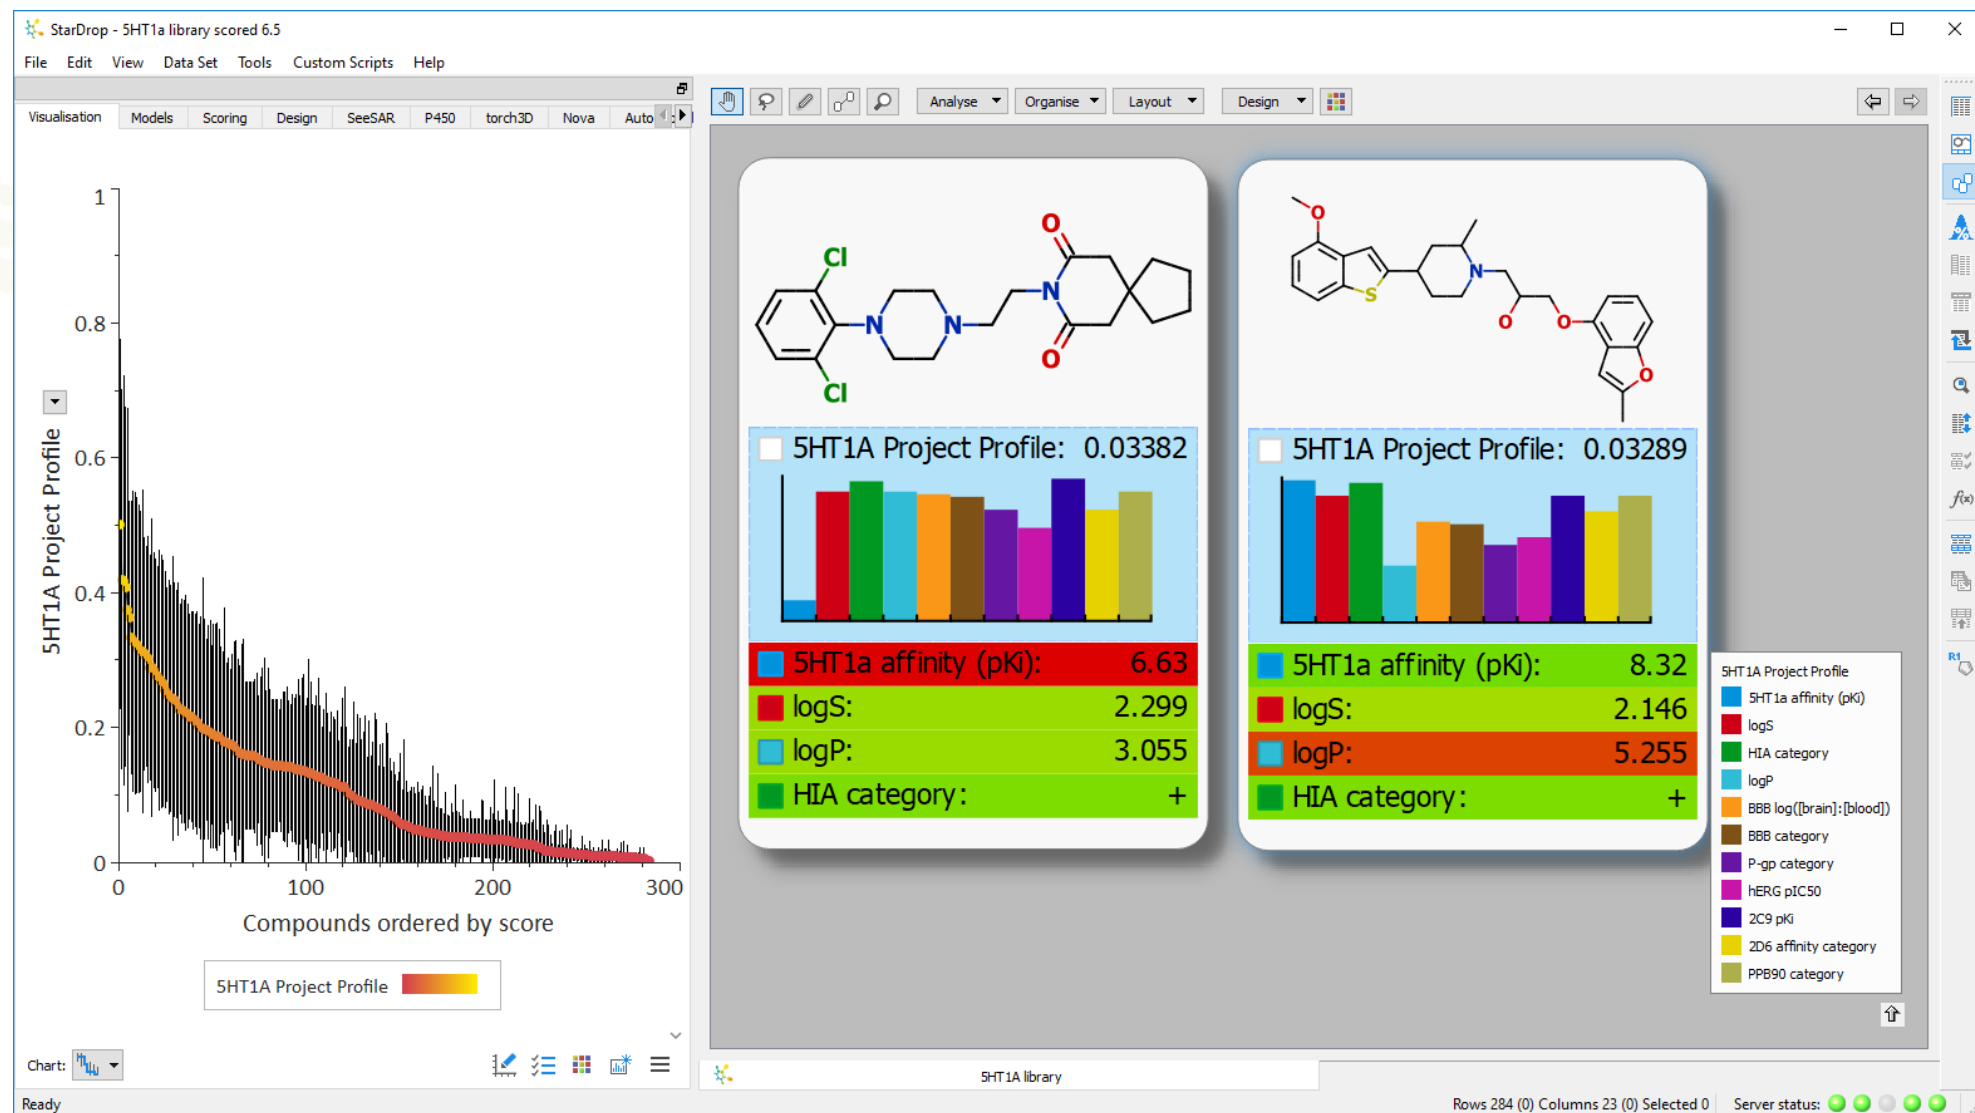 StarDrop - 5HT1a library scored 6.5
File Edit View Data Set Tools Custom Scripts Help
Visualisation Models Scoring Design SeeSAR P450 torch3D Nova Auto
Analyse Organise Layout Design
1
0.8
0.6
0.4
0.2
0
5HT1A Project Profile
0 100 200 300
Compounds ordered by score
5HT1A Project Profile
Chart:
Cl
Cl
N
N
N
O
O
5HT1A Project Profile: 0.03382
5HT1a affinity (pKi): 6.63
logS: 2.299
logP: 3.055
HIA category: +
O
S
N
O
O
O
5HT1A Project Profile: 0.03289
5HT1a affinity (pKi): 8.32
logS: 2.146
logP: 5.255
HIA category: +
5HT1A Project Profile
5HT1a affinity (pKi)
logS
HIA category
logP
BBB log([brain]:[blood])
BBB category
P-gp category
hERG pIC50
2C9 pKi
2D6 affinity category
PPB90 category
%
f(x)
R1
5HT1A library
Ready
Rows 284 (0) Columns 23 (0) Selected 0 Server status: